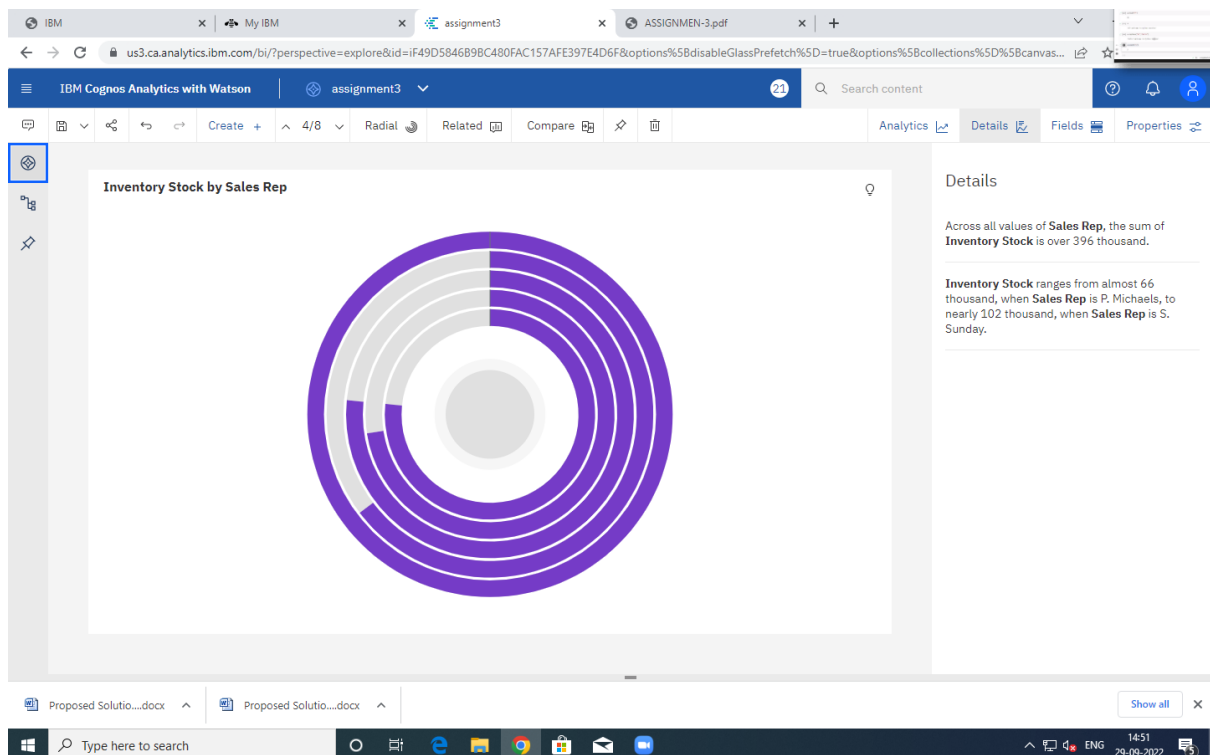 IBM
My IBM
assignment3
ASSIGNMEN-3.pdf
us3.ca.analytics.ibm.com/bi/?perspective=explore&id=iF4915846B9BC480FAC157AFE397E4D6F&options%5BdisableGlassPrefetch%5D=true&options%5Bcollections%5D%5Bcanvas...
IBM Cognos Analytics with Watson
assignment3
21
Search content
Create +
4/8
Radial
Related
Compare
Analytics
Details
Fields
Properties
Inventory Stock by Sales Rep
Details
Across all values of Sales Rep, the sum of
Inventory Stock is over 396 thousand.
Inventory Stock ranges from almost 66
thousand, when Sales Rep is P. Michaels, to
nearly 102 thousand, when Sales Rep is S.
Sunday.
Proposed Solutio....docx
Proposed Solutio....docx
Show all
Type here to search
ENG
14:51
29-09-2022
5